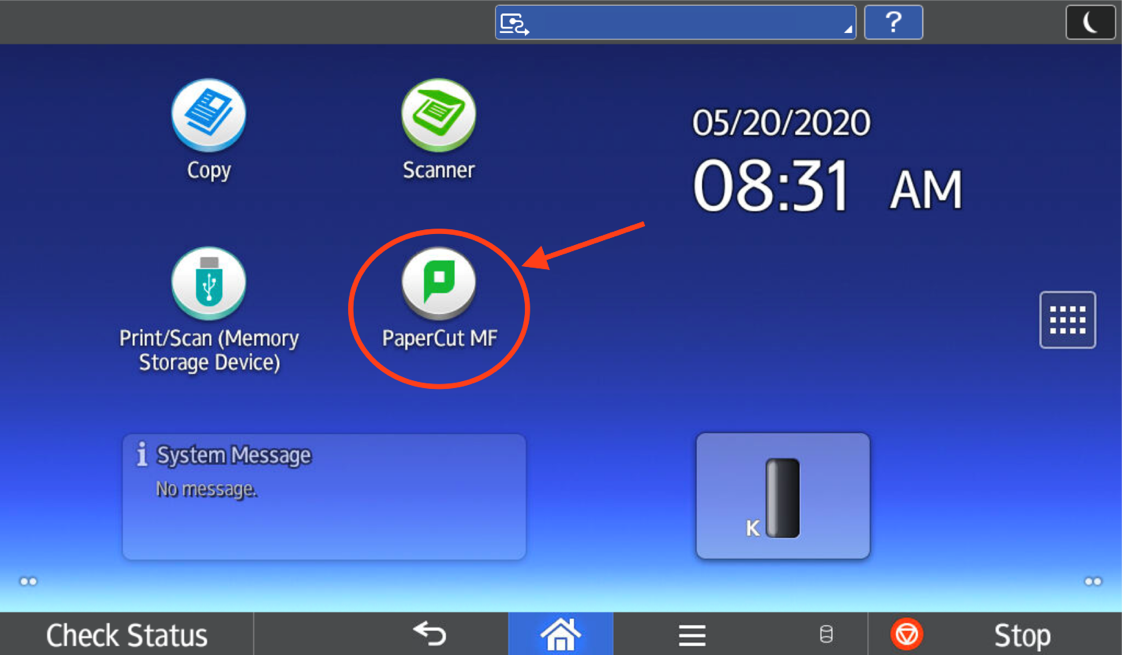 ?
Copy
Scanner
05/20/2020
08:31 AM
Print/Scan (Memory
Storage Device)
PaperCut MF
System Message
No message.
K
Check Status
Stop